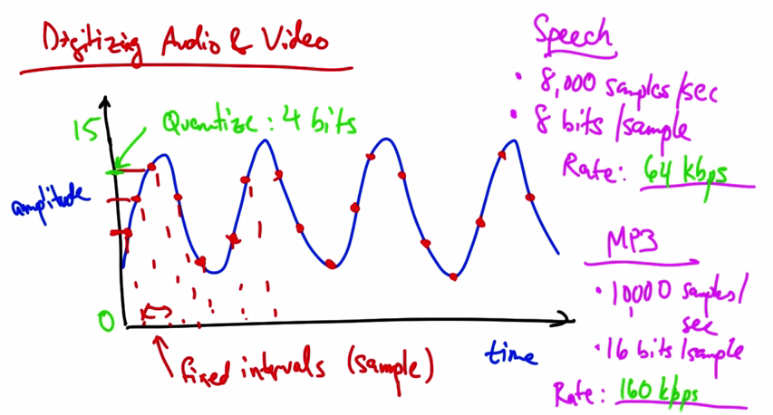 Digitizing Audio & Video
15
Quantize : 4 bits
amplitude
0
fixed intervals (sample)
time
Speech
• 8,000 samples/sec
• 8 bits/sample
Rate: 64 kbps
MP3
• 10,000 samples/
sec
• 16 bits/sample
Rate: 160 kbps